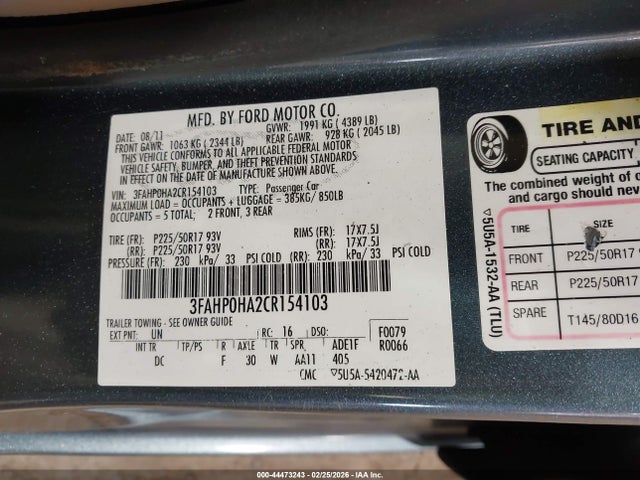 MFD. BY FORD MOTOR CO.
DATE: 08/11 GVWR: 1991 KG ( 4389 LB)
FRONT GAWR: 1063 KG ( 2344 LB) REAR GAWR: 928 KG ( 2045 LB)
THIS VEHICLE CONFORMS TO ALL APPLICABLE FEDERAL MOTOR
VEHICLE SAFETY, BUMPER, AND THEFT PREVENTION STANDARDS
IN EFFECT ON THE DATE OF MANUFACTURE SHOWN ABOVE.
VIN: 3FAHP0HA2CR154103 TYPE: Passenger Car
MAXIMUM LOAD = OCCUPANTS + LUGGAGE = 385KG/ 850LB
OCCUPANTS = 5 TOTAL; 2 FRONT, 3 REAR
TIRE (FR): P225/50R17 93V RIMS (FR): 17X7.5J
(RR): P225/50R17 93V (RR): 17X7.5J
PRESSURE (FR): 230 kPa/ 33 PSI COLD (RR): 230 kPa/ 33 PSI COLD
3FAHP0HA2CR154103
TRAILER TOWING - SEE OWNER GUIDE
EXT PNT: UN RC: 16 DSO: F0079
R0066
INT TR TP/PS R AXLE TR SPR ADE1F
DC F 30 W AA11 405
CMC ▽5U5A-5420472-AA
TIRE AND
SEATING CAPACITY
The combined weight of o
and cargo should neve
TIRE SIZE
FRONT P225/50R17
REAR P225/50R17
SPARE T145/80D16
▽5U5A-1532-AA (TLU)
000-44473243 - 02/25/2026 - IAA Inc.